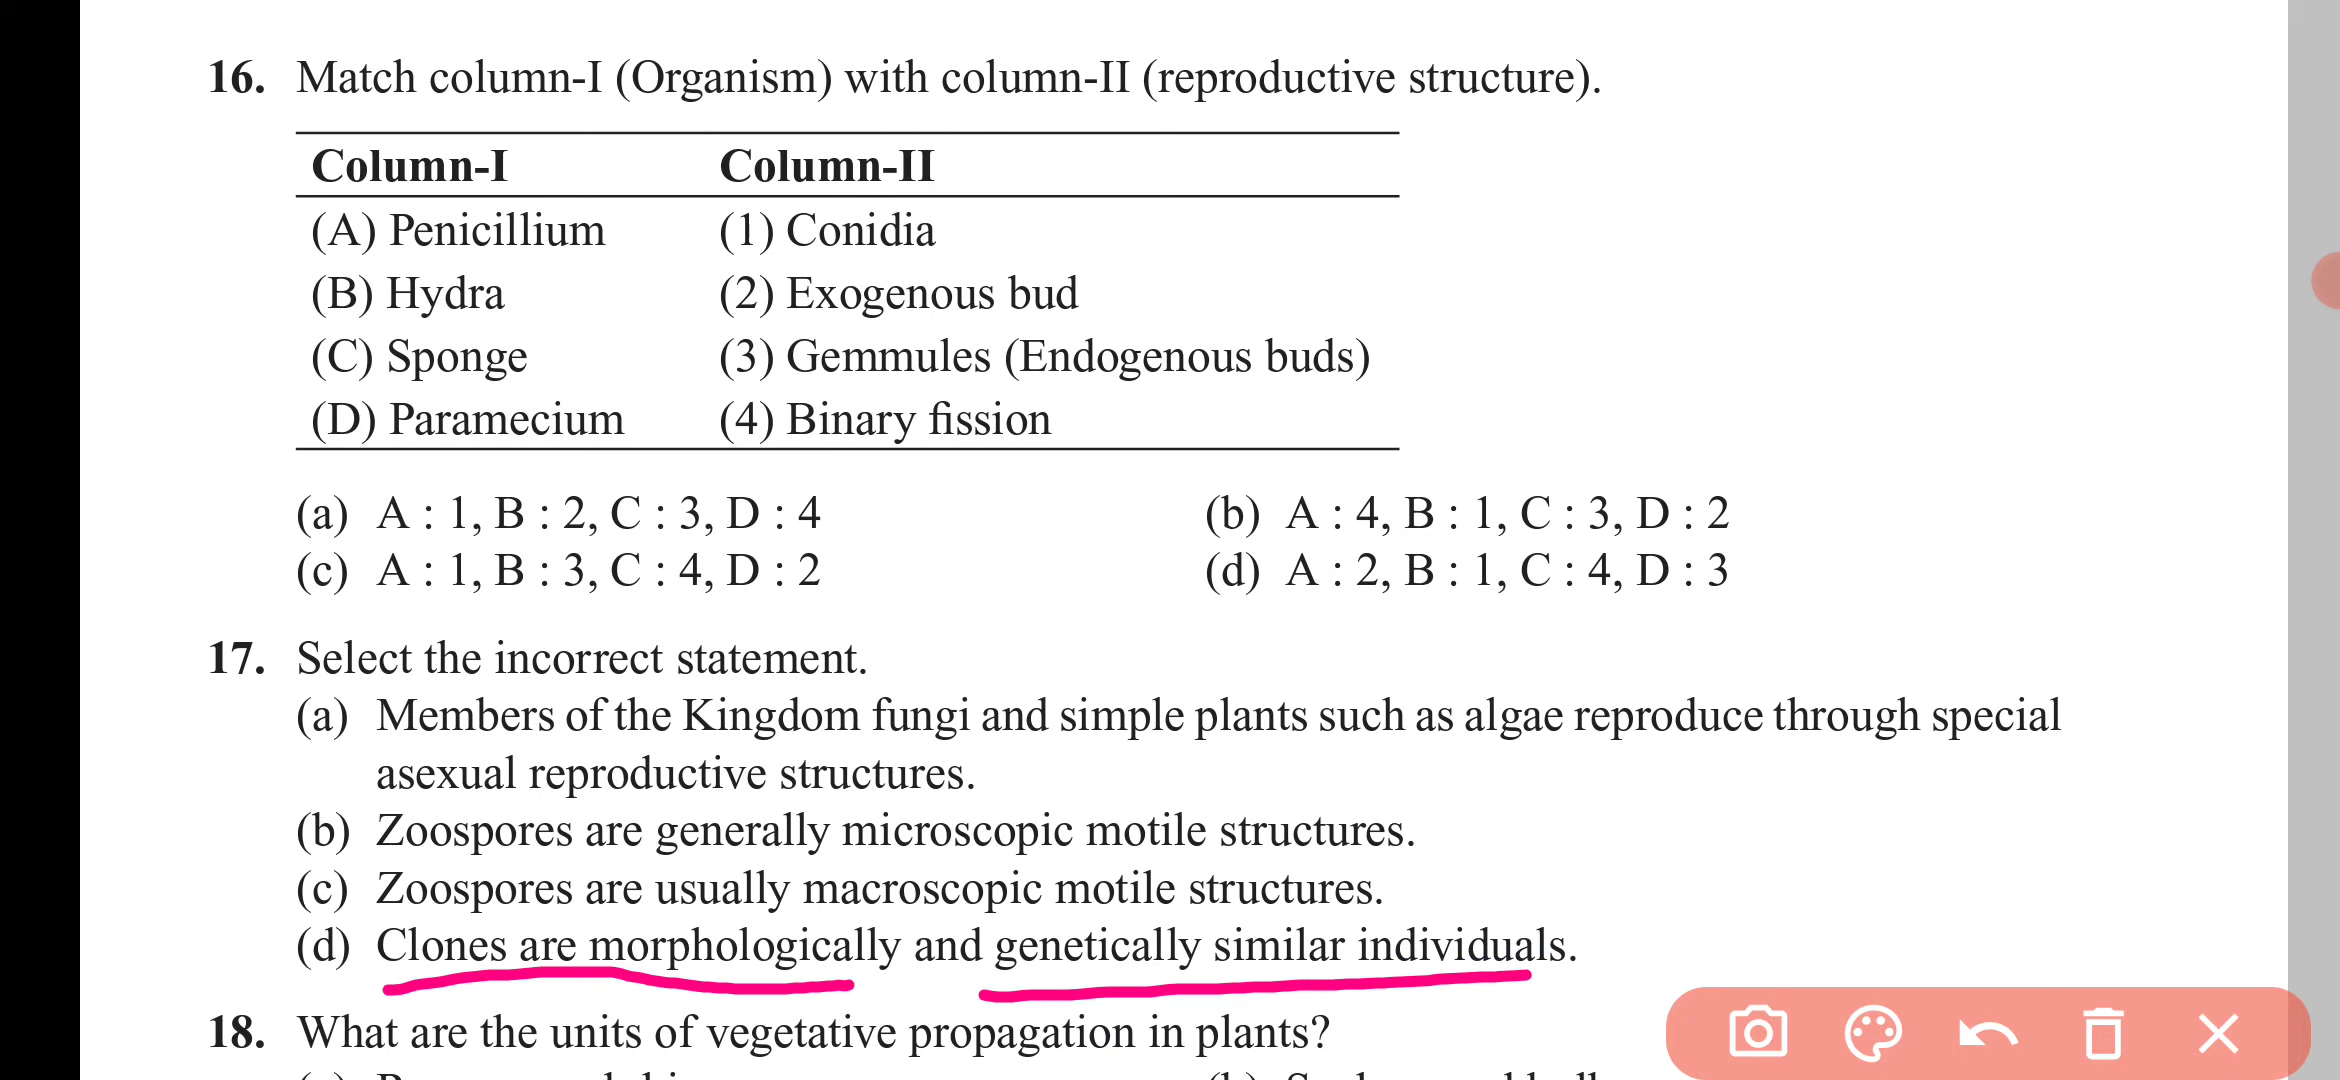 16. Match column-I (Organism) with column-II (reproductive structure).
Column-I Column-II
(A) Penicillium (1) Conidia
(B) Hydra (2) Exogenous bud
(C) Sponge (3) Gemmules (Endogenous buds)
(D) Paramecium (4) Binary fission
(a) A : 1, B : 2, C : 3, D : 4 (b) A : 4, B : 1, C : 3, D : 2
(c) A : 1, B : 3, C : 4, D : 2 (d) A : 2, B : 1, C : 4, D : 3
17. Select the incorrect statement.
(a) Members of the Kingdom fungi and simple plants such as algae reproduce through special
asexual reproductive structures.
(b) Zoospores are generally microscopic motile structures.
(c) Zoospores are usually macroscopic motile structures.
(d) Clones are morphologically and genetically similar individuals.
18. What are the units of vegetative propagation in plants?